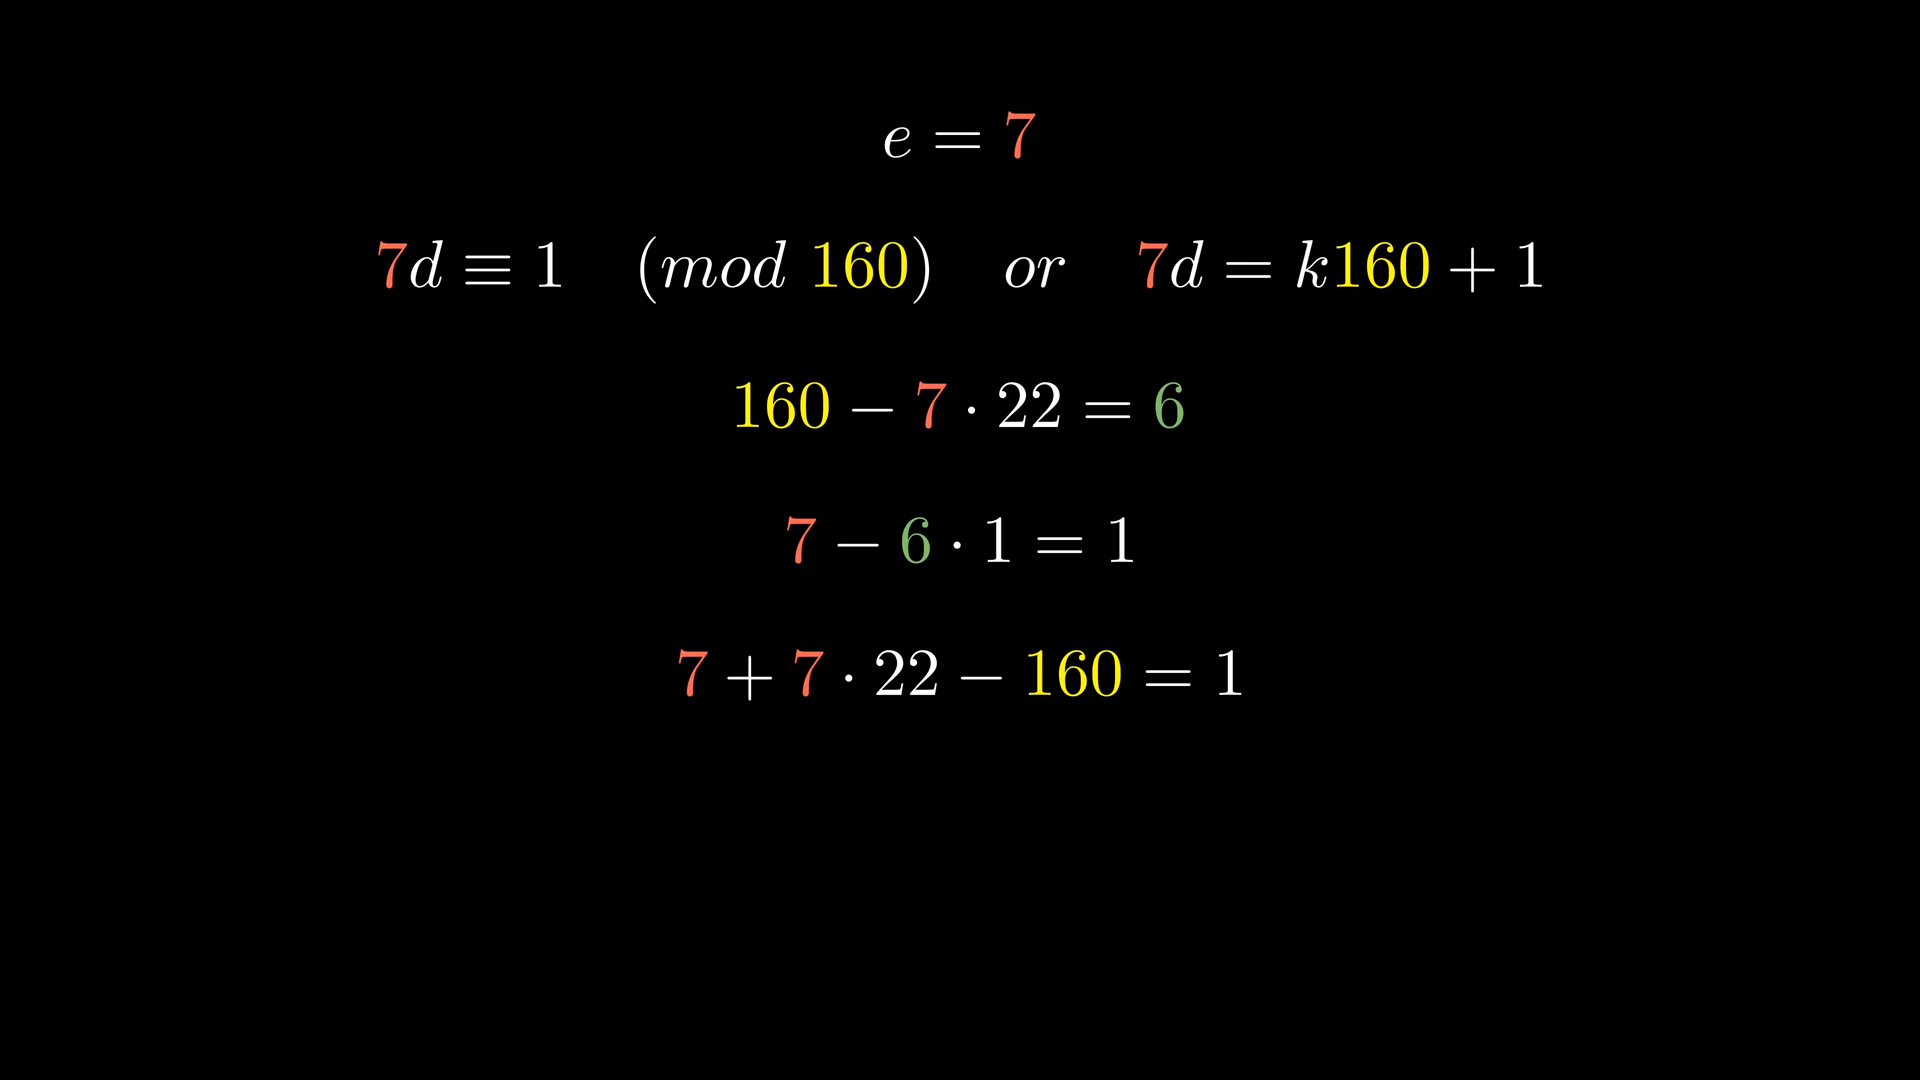 e = 7
7d ≡ 1 (mod 160) or 7d = k160 + 1
160 − 7 · 22 = 6
7 − 6 · 1 = 1
7 + 7 · 22 − 160 = 1